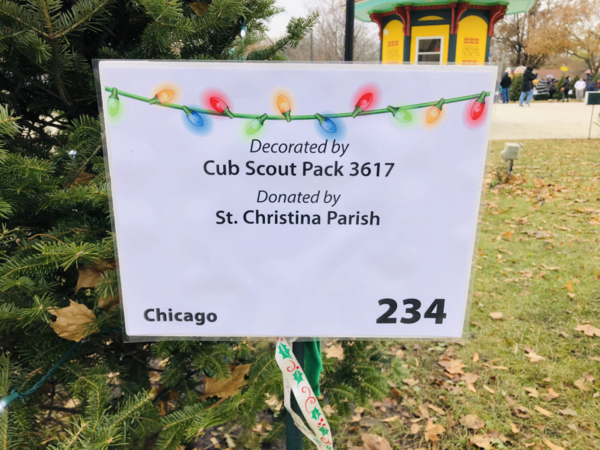 Decorated by
Cub Scout Pack 3617
Donated by
St. Christina Parish
Chicago
234